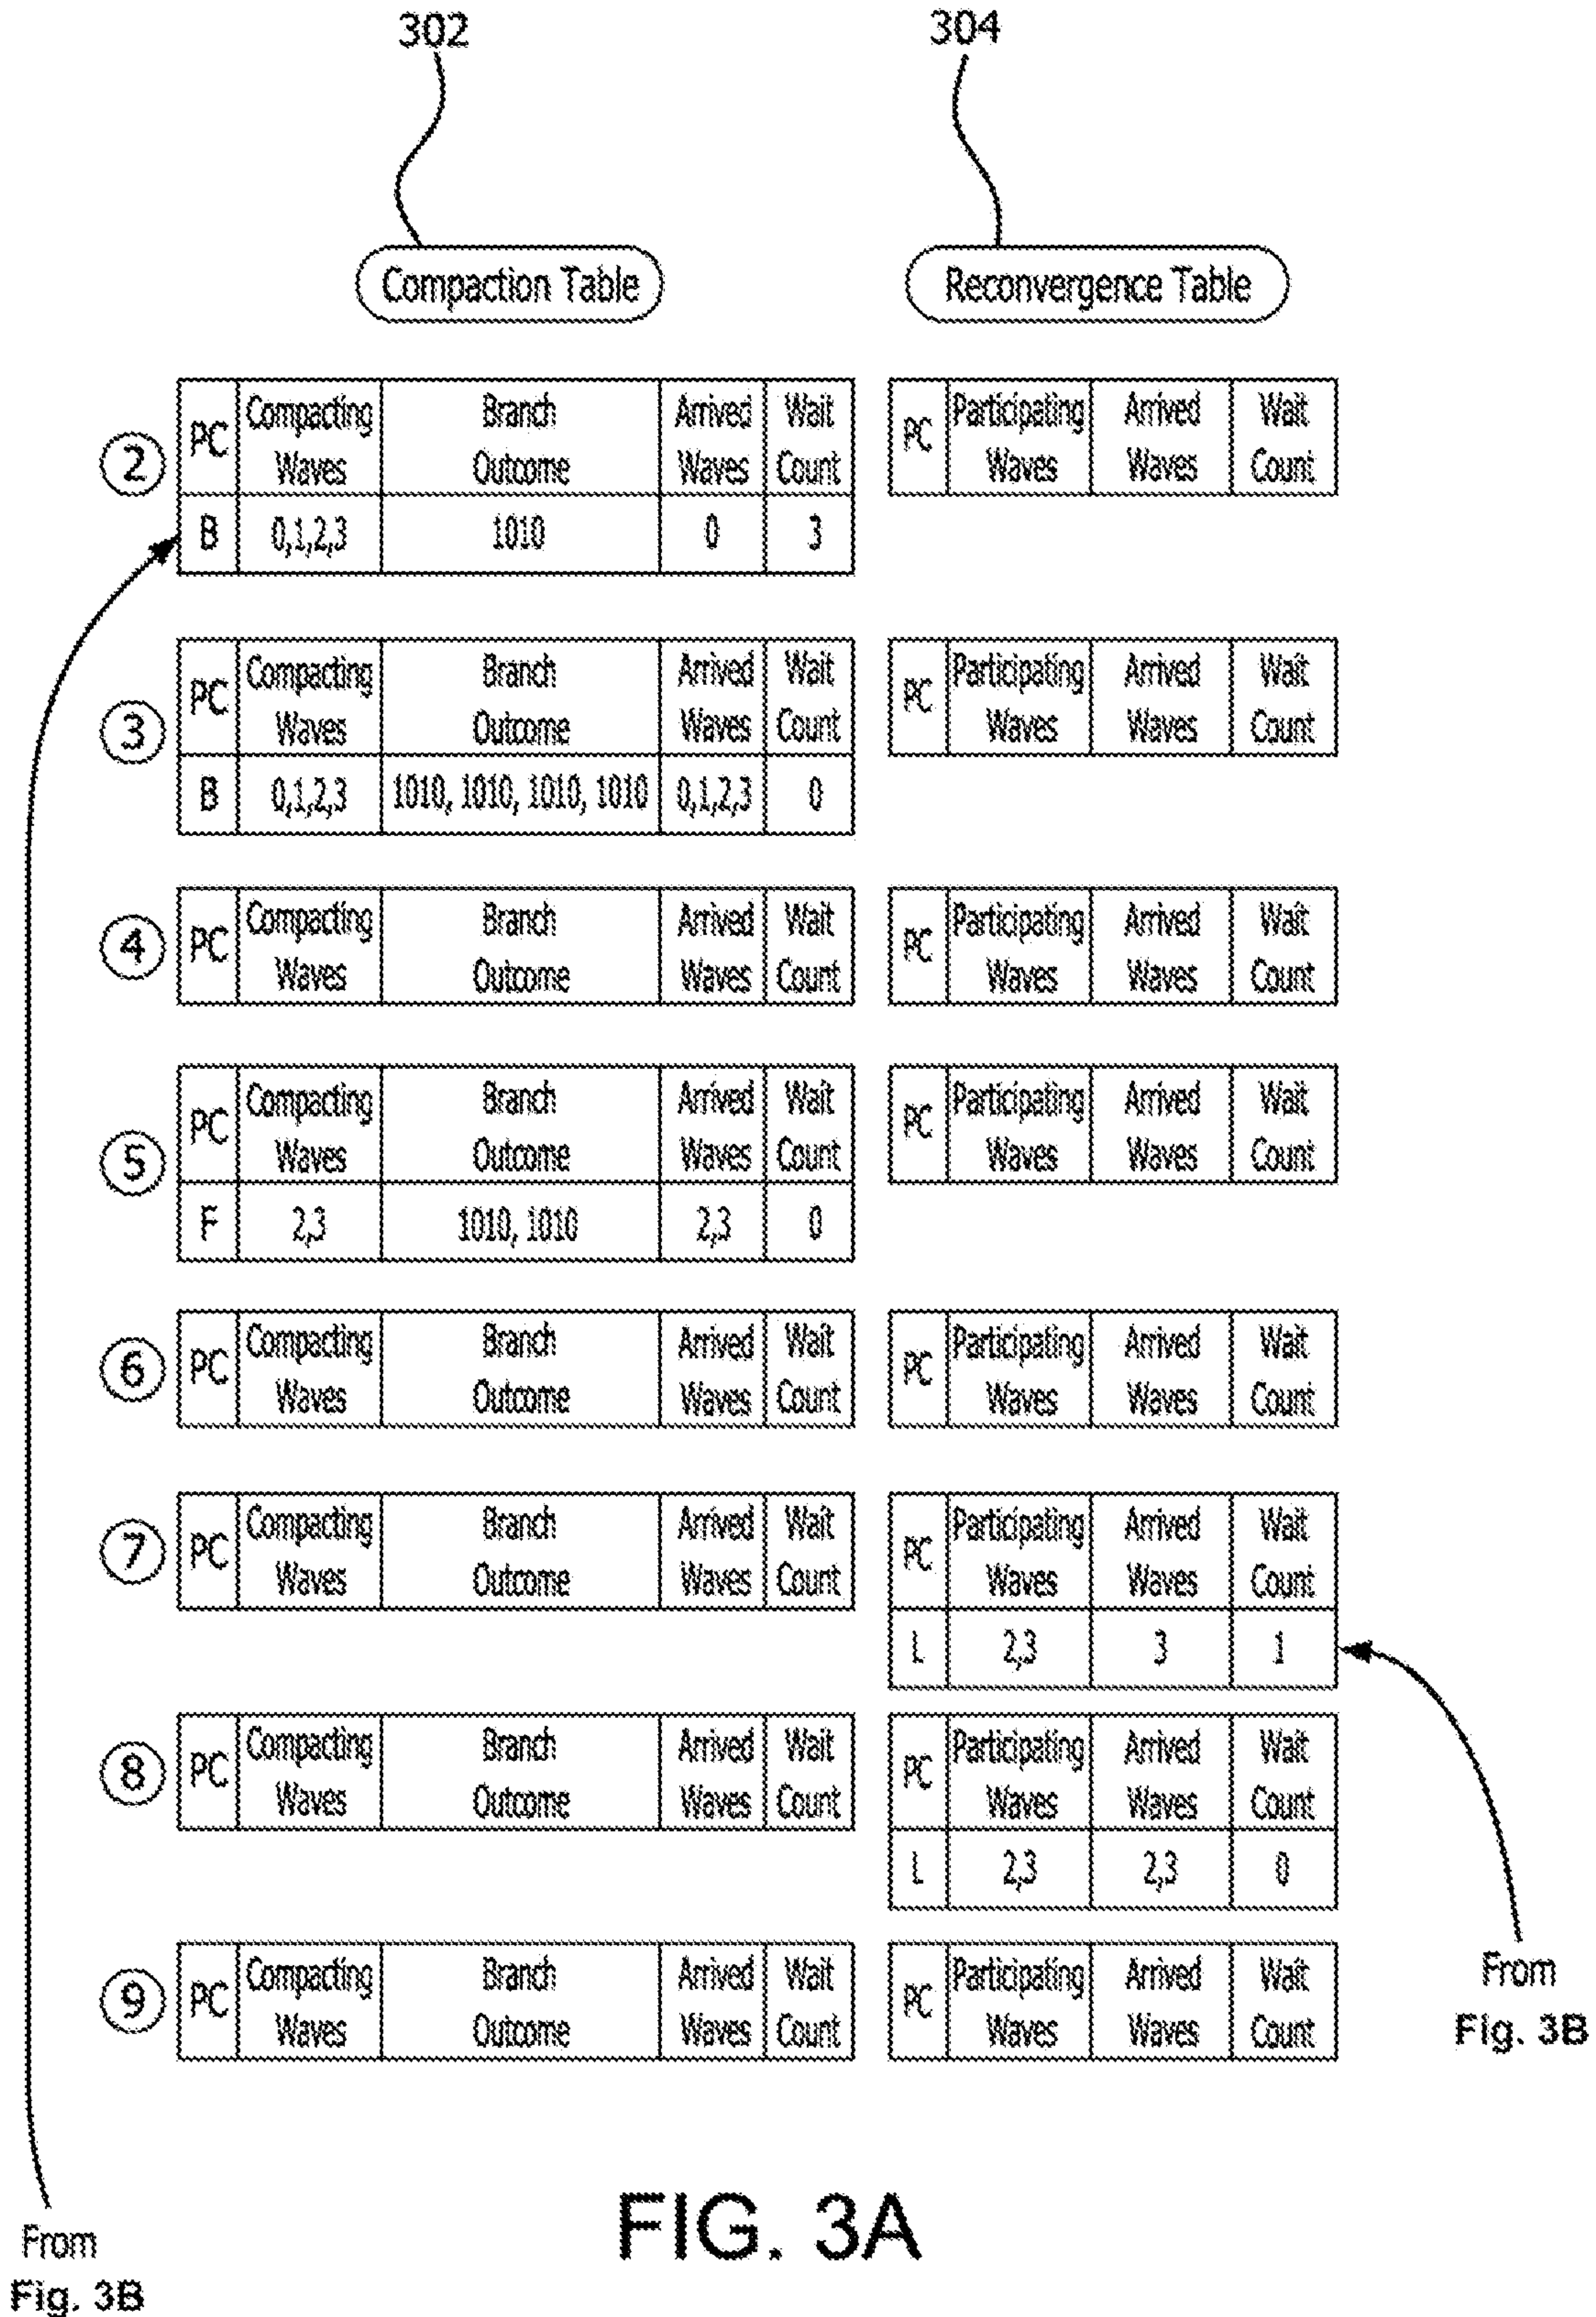 302 304
Compaction Table Reconvergence Table
② PC Compacting Waves Branch Outcome Arrived Waves Wait Count PC Participating Waves Arrived Waves Wait Count
B 0,1,2,3 1010 0 3
③ PC Compacting Waves Branch Outcome Arrived Waves Wait Count PC Participating Waves Arrived Waves Wait Count
B 0,1,2,3 1010, 1010, 1010, 1010 0,1,2,3 0
④ PC Compacting Waves Branch Outcome Arrived Waves Wait Count PC Participating Waves Arrived Waves Wait Count
⑤ PC Compacting Waves Branch Outcome Arrived Waves Wait Count PC Participating Waves Arrived Waves Wait Count
F 2,3 1010, 1010 2,3 0
⑥ PC Compacting Waves Branch Outcome Arrived Waves Wait Count PC Participating Waves Arrived Waves Wait Count
⑦ PC Compacting Waves Branch Outcome Arrived Waves Wait Count PC Participating Waves Arrived Waves Wait Count
L 2,3 3 1
⑧ PC Compacting Waves Branch Outcome Arrived Waves Wait Count PC Participating Waves Arrived Waves Wait Count
L 2,3 2,3 0
⑨ PC Compacting Waves Branch Outcome Arrived Waves Wait Count PC Participating Waves Arrived Waves Wait Count
From
Fig. 3B
FIG. 3A
From
Fig. 3B